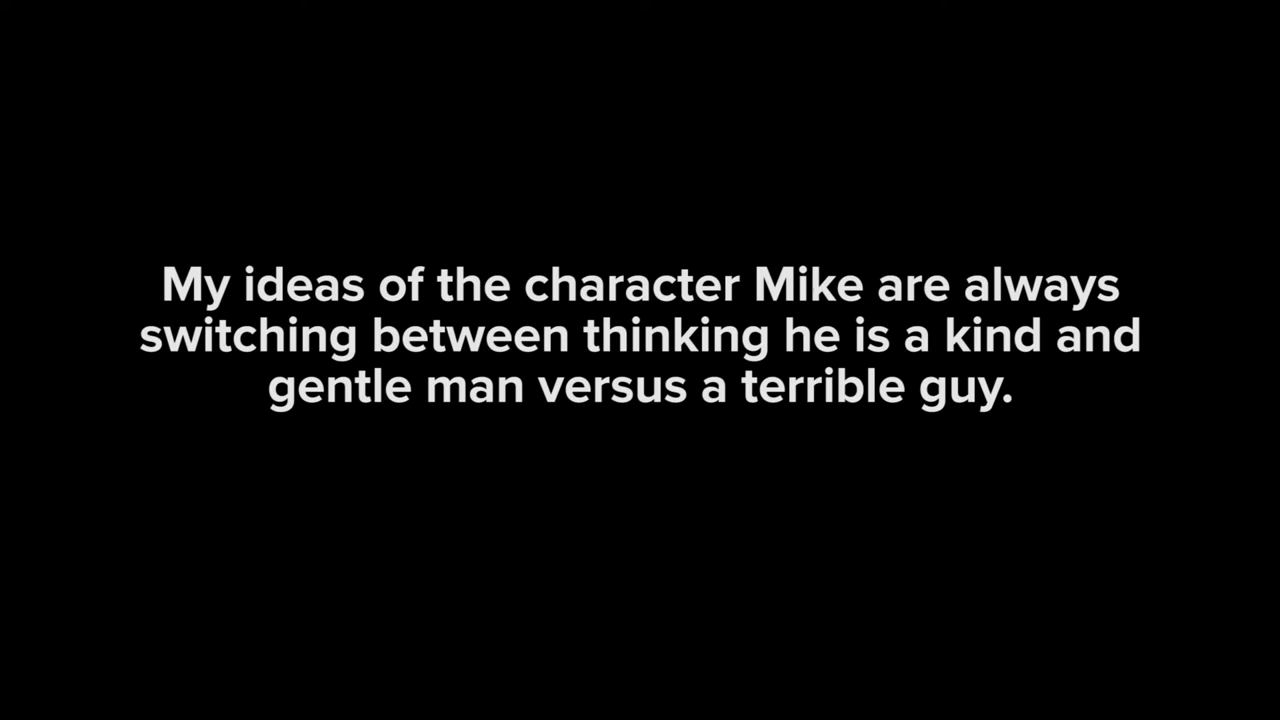 My ideas of the character Mike are always
switching between thinking he is a kind and
gentle man versus a terrible guy.